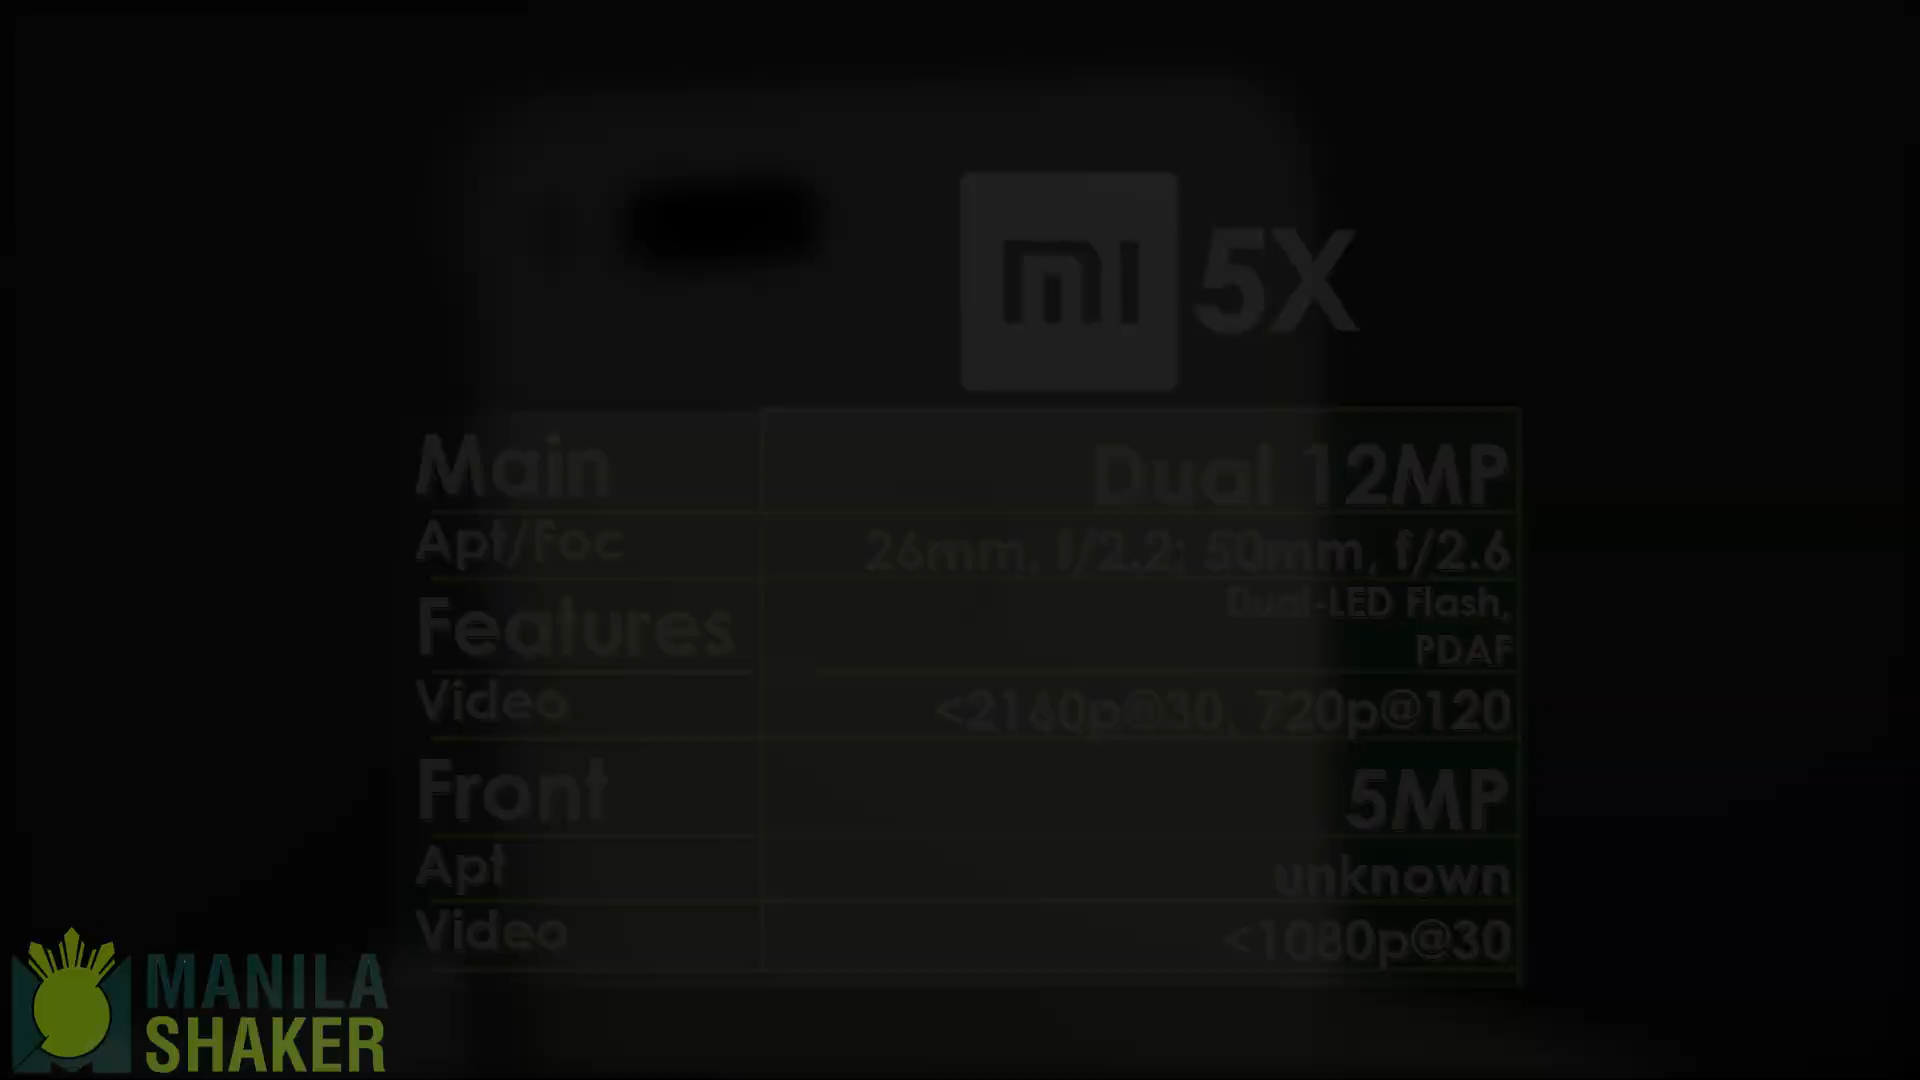 mi 5X
Main Dual 12MP
Apt/Foc 26mm, f/2.2; 50mm, f/2.6
Features Dual-LED Flash,
PDAF
Video <2160p@30, 720p@120
Front 5MP
Apt unknown
Video <1080p@30
MANILA
SHAKER